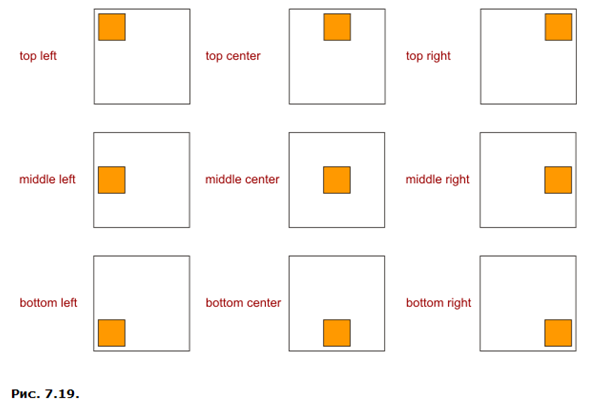 top left
top center
top right
middle left
middle center
middle right
bottom left
bottom center
bottom right
Рис. 7.19.